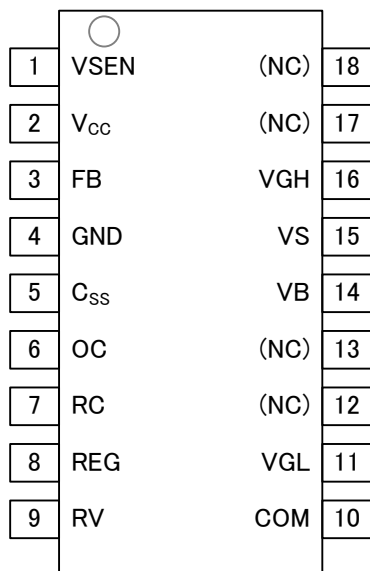 1 VSEN (NC) 18
2 VCC (NC) 17
3 FB VGH 16
4 GND VS 15
5 CSS VB 14
6 OC (NC) 13
7 RC (NC) 12
8 REG VGL 11
9 RV COM 10